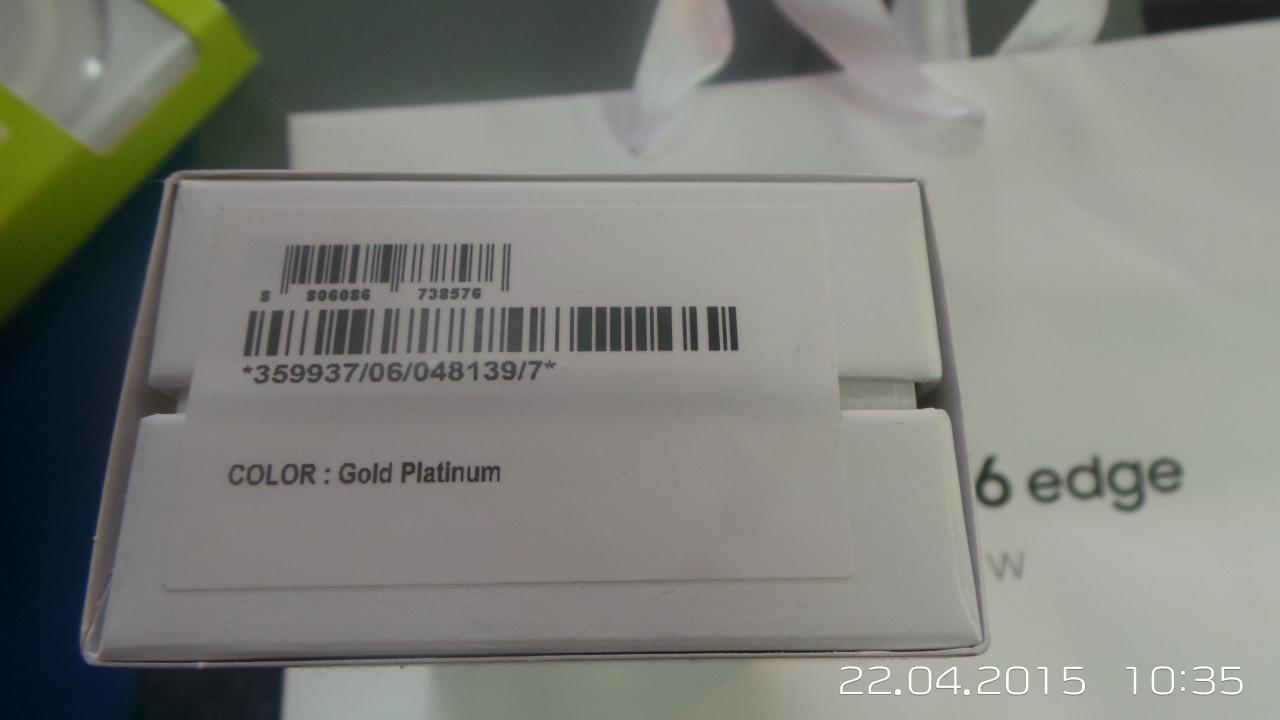 8 806086 738576
*359937/06/048139/7*
COLOR : Gold Platinum
6 edge
W
22.04.2015 10:35